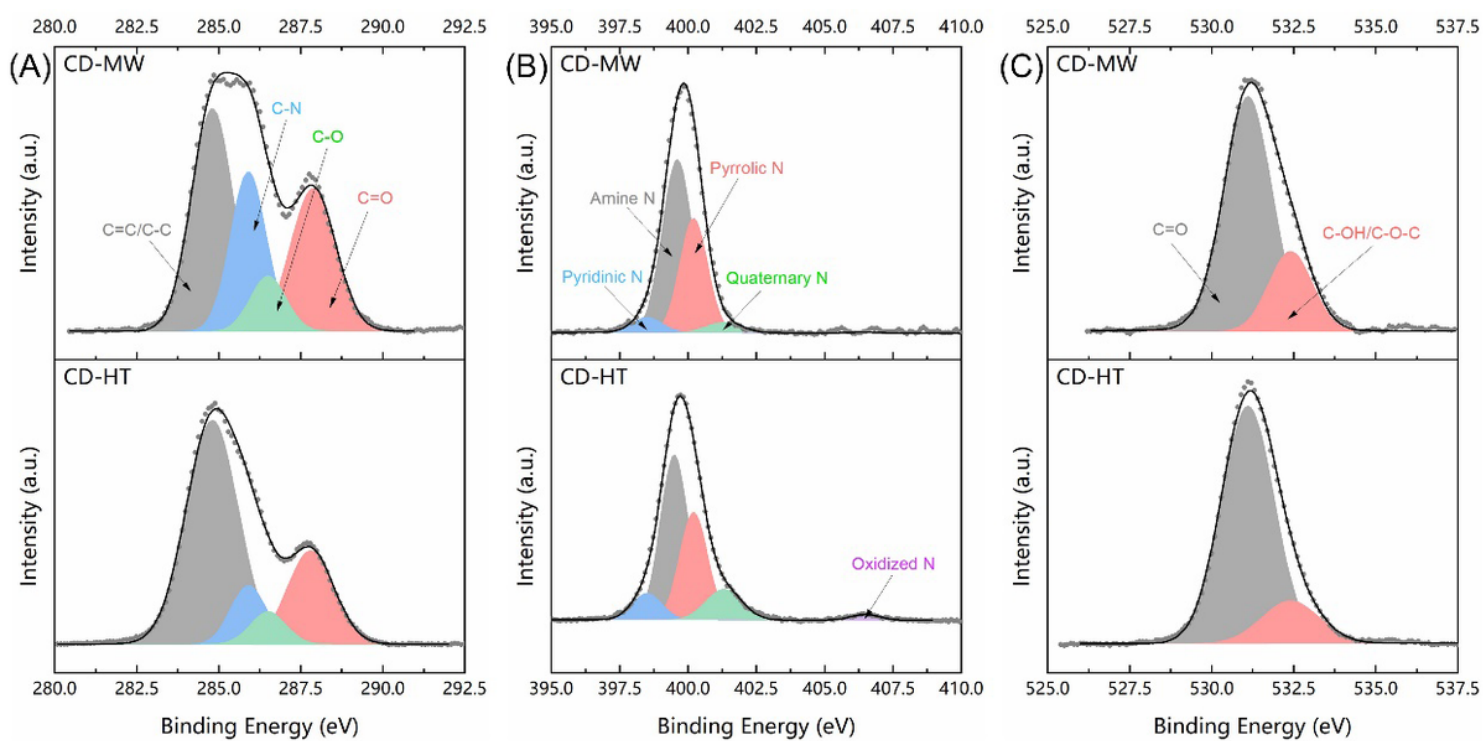 280.0 282.5 285.0 287.5 290.0 292.5
(A)
CD-MW
C-N
C-O
C=C/C-C
C=O
Intensity (a.u.)
CD-HT
Intensity (a.u.)
280.0 282.5 285.0 287.5 290.0 292.5
Binding Energy (eV)
395.0 397.5 400.0 402.5 405.0 407.5 410.0
(B)
CD-MW
Pyrrolic N
Amine N
Pyridinic N
Quaternary N
Intensity (a.u.)
CD-HT
Oxidized N
Intensity (a.u.)
395.0 397.5 400.0 402.5 405.0 407.5 410.0
Binding Energy (eV)
525.0 527.5 530.0 532.5 535.0 537.5
(C)
CD-MW
C=O
C-OH/C-O-C
Intensity (a.u.)
CD-HT
Intensity (a.u.)
525.0 527.5 530.0 532.5 535.0 537.5
Binding Energy (eV)